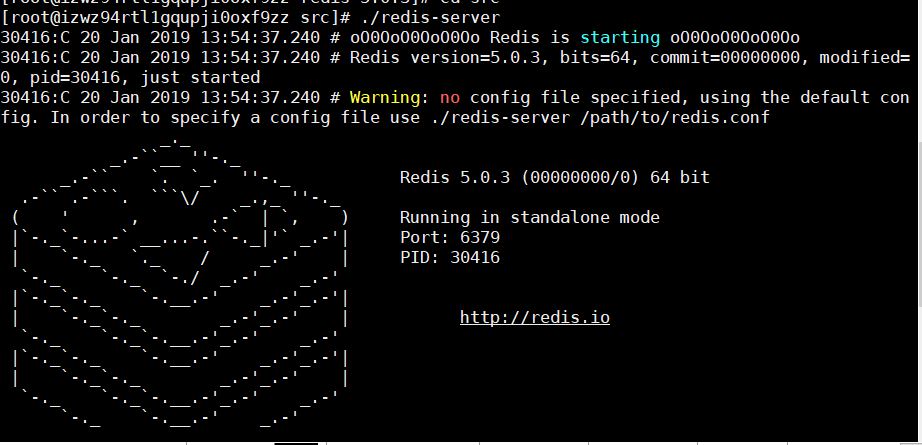 [root@izwz94rtl1gqupji0oxf9zz src]# ./redis-server
30416:C 20 Jan 2019 13:54:37.240 # oO0OoO0OoO0Oo Redis is starting oO0OoO0OoO0Oo
30416:C 20 Jan 2019 13:54:37.240 # Redis version=5.0.3, bits=64, commit=00000000, modified=
0, pid=30416, just started
30416:C 20 Jan 2019 13:54:37.240 # Warning: no config file specified, using the default con
fig. In order to specify a config file use ./redis-server /path/to/redis.conf
Redis 5.0.3 (00000000/0) 64 bit
Running in standalone mode
Port: 6379
PID: 30416
http://redis.io